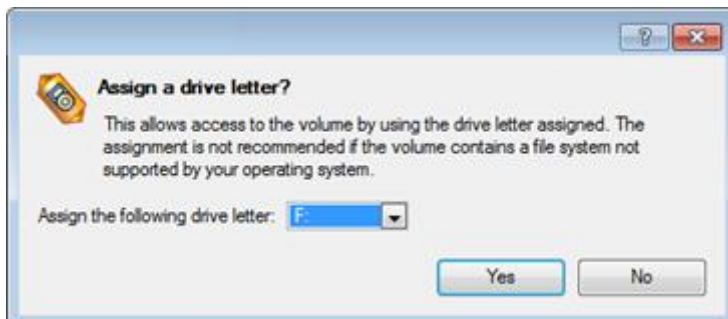 Assign a drive letter?
This allows access to the volume by using the drive letter assigned. The
assignment is not recommended if the volume contains a file system not
supported by your operating system.
Assign the following drive letter: F:
Yes No